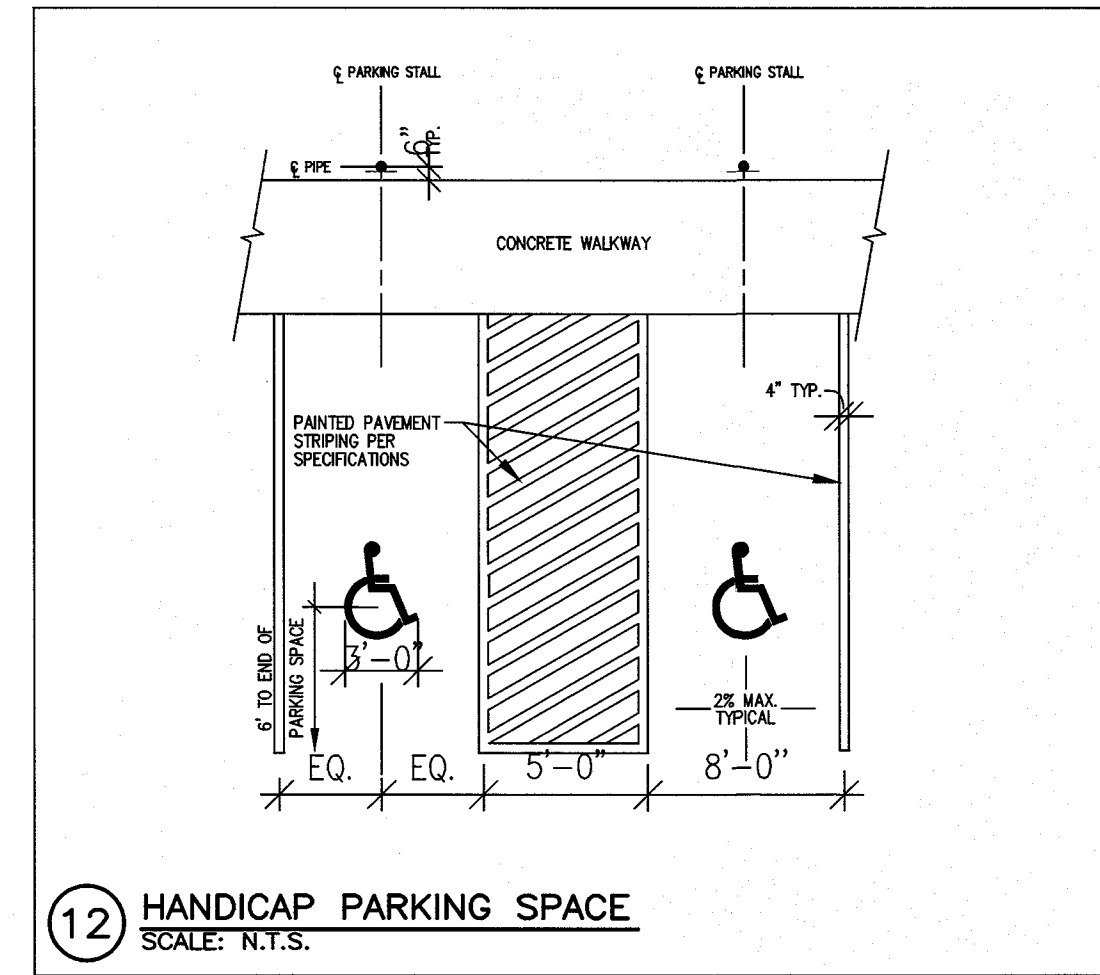 ℄ PARKING STALL
℄ PARKING STALL
6"
TYP.
℄ PIPE
CONCRETE WALKWAY
4" TYP.
PAINTED PAVEMENT
STRIPING PER
SPECIFICATIONS
6' TO END OF
PARKING SPACE
3'-0"
2% MAX.
TYPICAL
EQ.
EQ.
5'-0"
8'-0"
12
HANDICAP PARKING SPACE
SCALE: N.T.S.